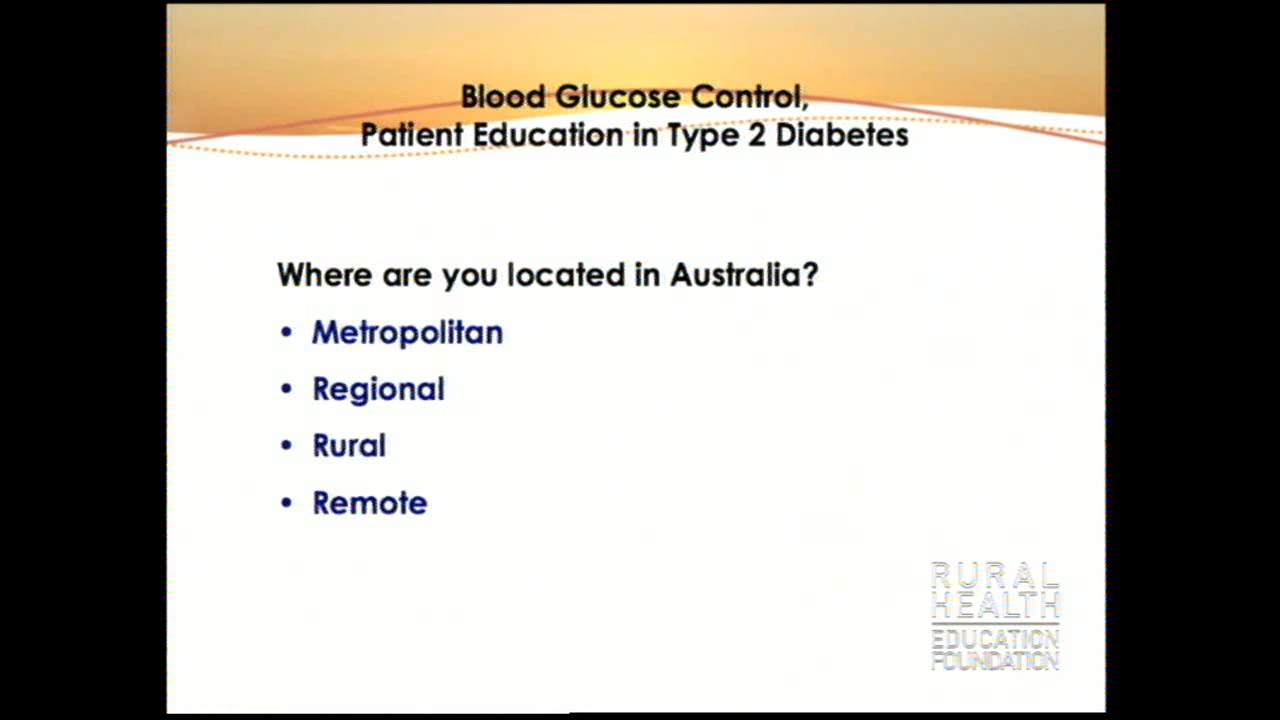 Blood Glucose Control,
Patient Education in Type 2 Diabetes
Where are you located in Australia?
• Metropolitan
• Regional
• Rural
• Remote
RURAL
HEALTH
EDUCATION
FOUNDATION